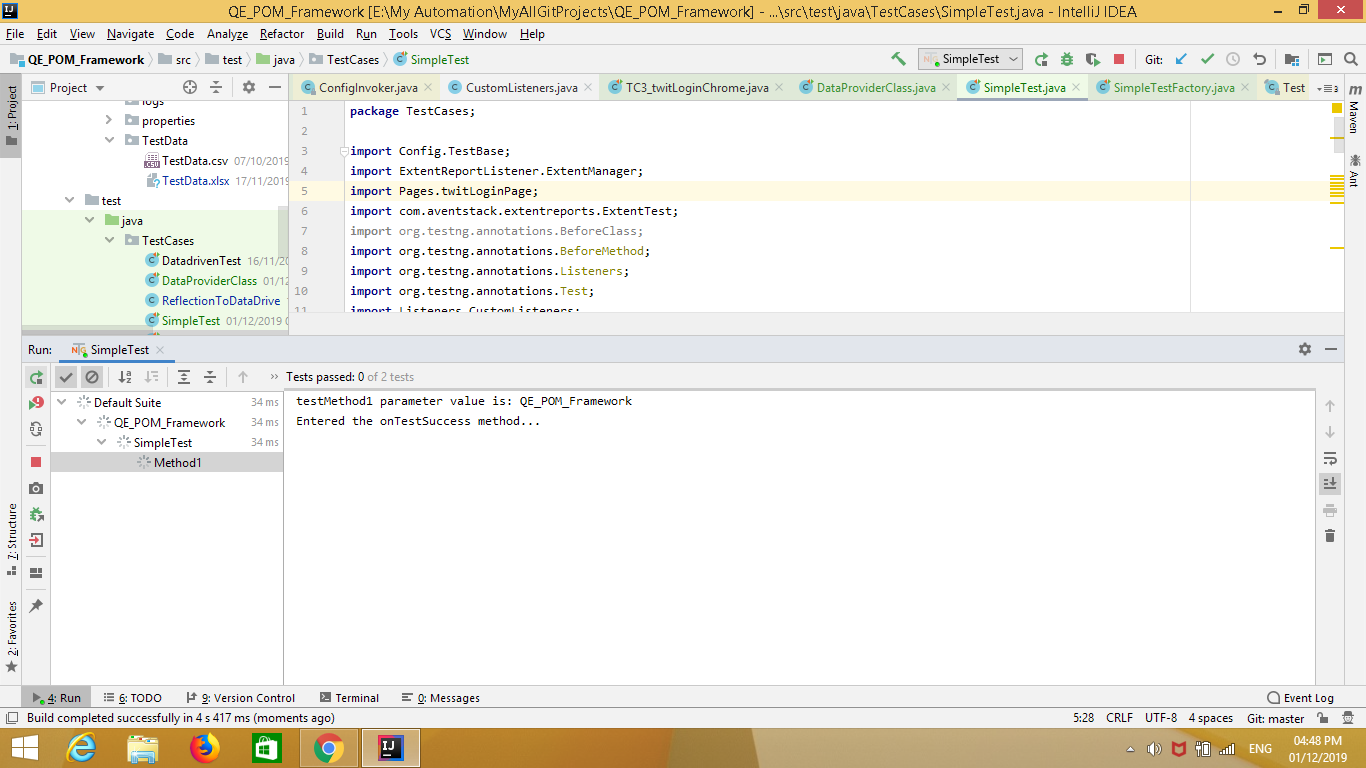 QE_POM_Framework [E:\My Automation\MyAllGitProjects\QE_POM_Framework] - ...\src\test\java\TestCases\SimpleTest.java - IntelliJ IDEA
File Edit View Navigate Code Analyze Refactor Build Run Tools VCS Window Help
QE_POM_Framework src test java TestCases SimpleTest
SimpleTest Git:
1: Project
Project
ConfigInvoker.java CustomListeners.java TC3_twitLoginChrome.java DataProviderClass.java SimpleTest.java SimpleTestFactory.java Test
logs
properties
TestData
TestData.csv 07/10/2019
TestData.xlsx 17/11/2019
test
java
TestCases
DatadrivenTest 16/11/20
DataProviderClass 01/12
ReflectionToDataDrive
SimpleTest 01/12/2019 0
1 package TestCases;
2
3 import Config.TestBase;
4 import ExtentReportListener.ExtentManager;
5 import Pages.twitLoginPage;
6 import com.aventstack.extentreports.ExtentTest;
7 import org.testng.annotations.BeforeClass;
8 import org.testng.annotations.BeforeMethod;
9 import org.testng.annotations.Listeners;
10 import org.testng.annotations.Test;
11 import Listeners.CustomListeners;
Maven
Ant
Run: SimpleTest
Tests passed: 0 of 2 tests
Default Suite 34 ms
QE_POM_Framework 34 ms
SimpleTest 34 ms
Method1
testMethod1 parameter value is: QE_POM_Framework
Entered the onTestSuccess method...
7: Structure
2: Favorites
4: Run 6: TODO 9: Version Control Terminal 0: Messages Event Log
Build completed successfully in 4 s 417 ms (moments ago) 5:28 CRLF UTF-8 4 spaces Git: master
ENG
04:48 PM
01/12/2019